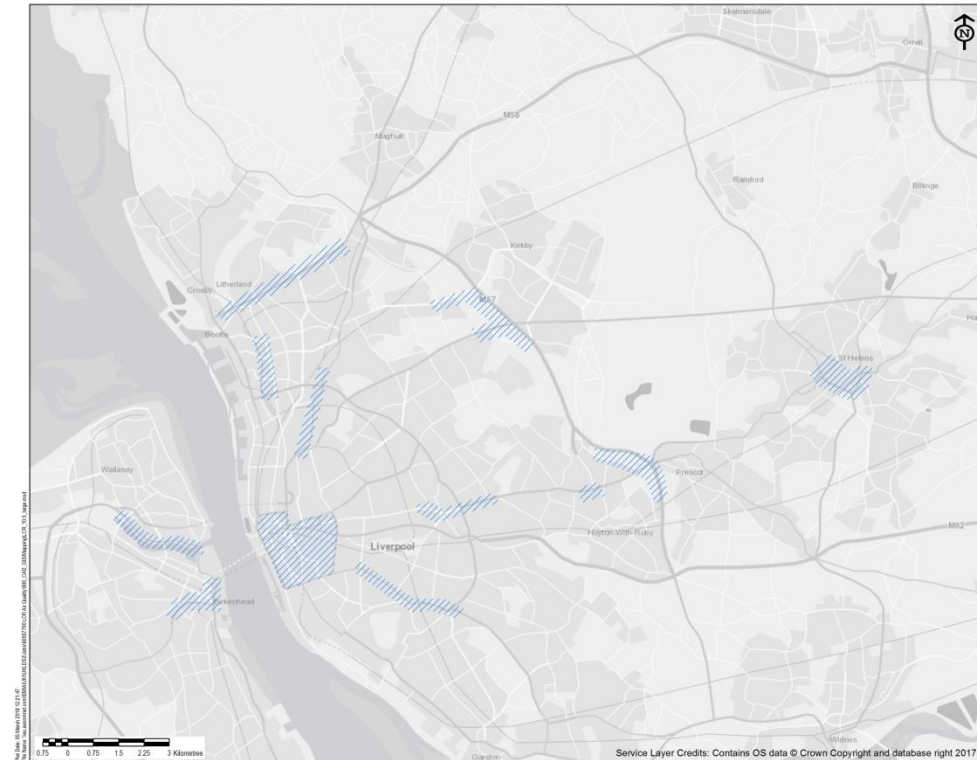 Skelmersdale
N
Orrell
M58
Maghull
Rainford
Billinge
Kirkby
Litherland
Crosby
M57
Bootle
St Helens
Wallasey
Prescot
M62
Huyton-With-Roby
Liverpool
Birkenhead
Widnes
Garston
0.75 0 0.75 1.5 2.25 3 Kilometres
Service Layer Credits: Contains OS data © Crown Copyright and database right 2017